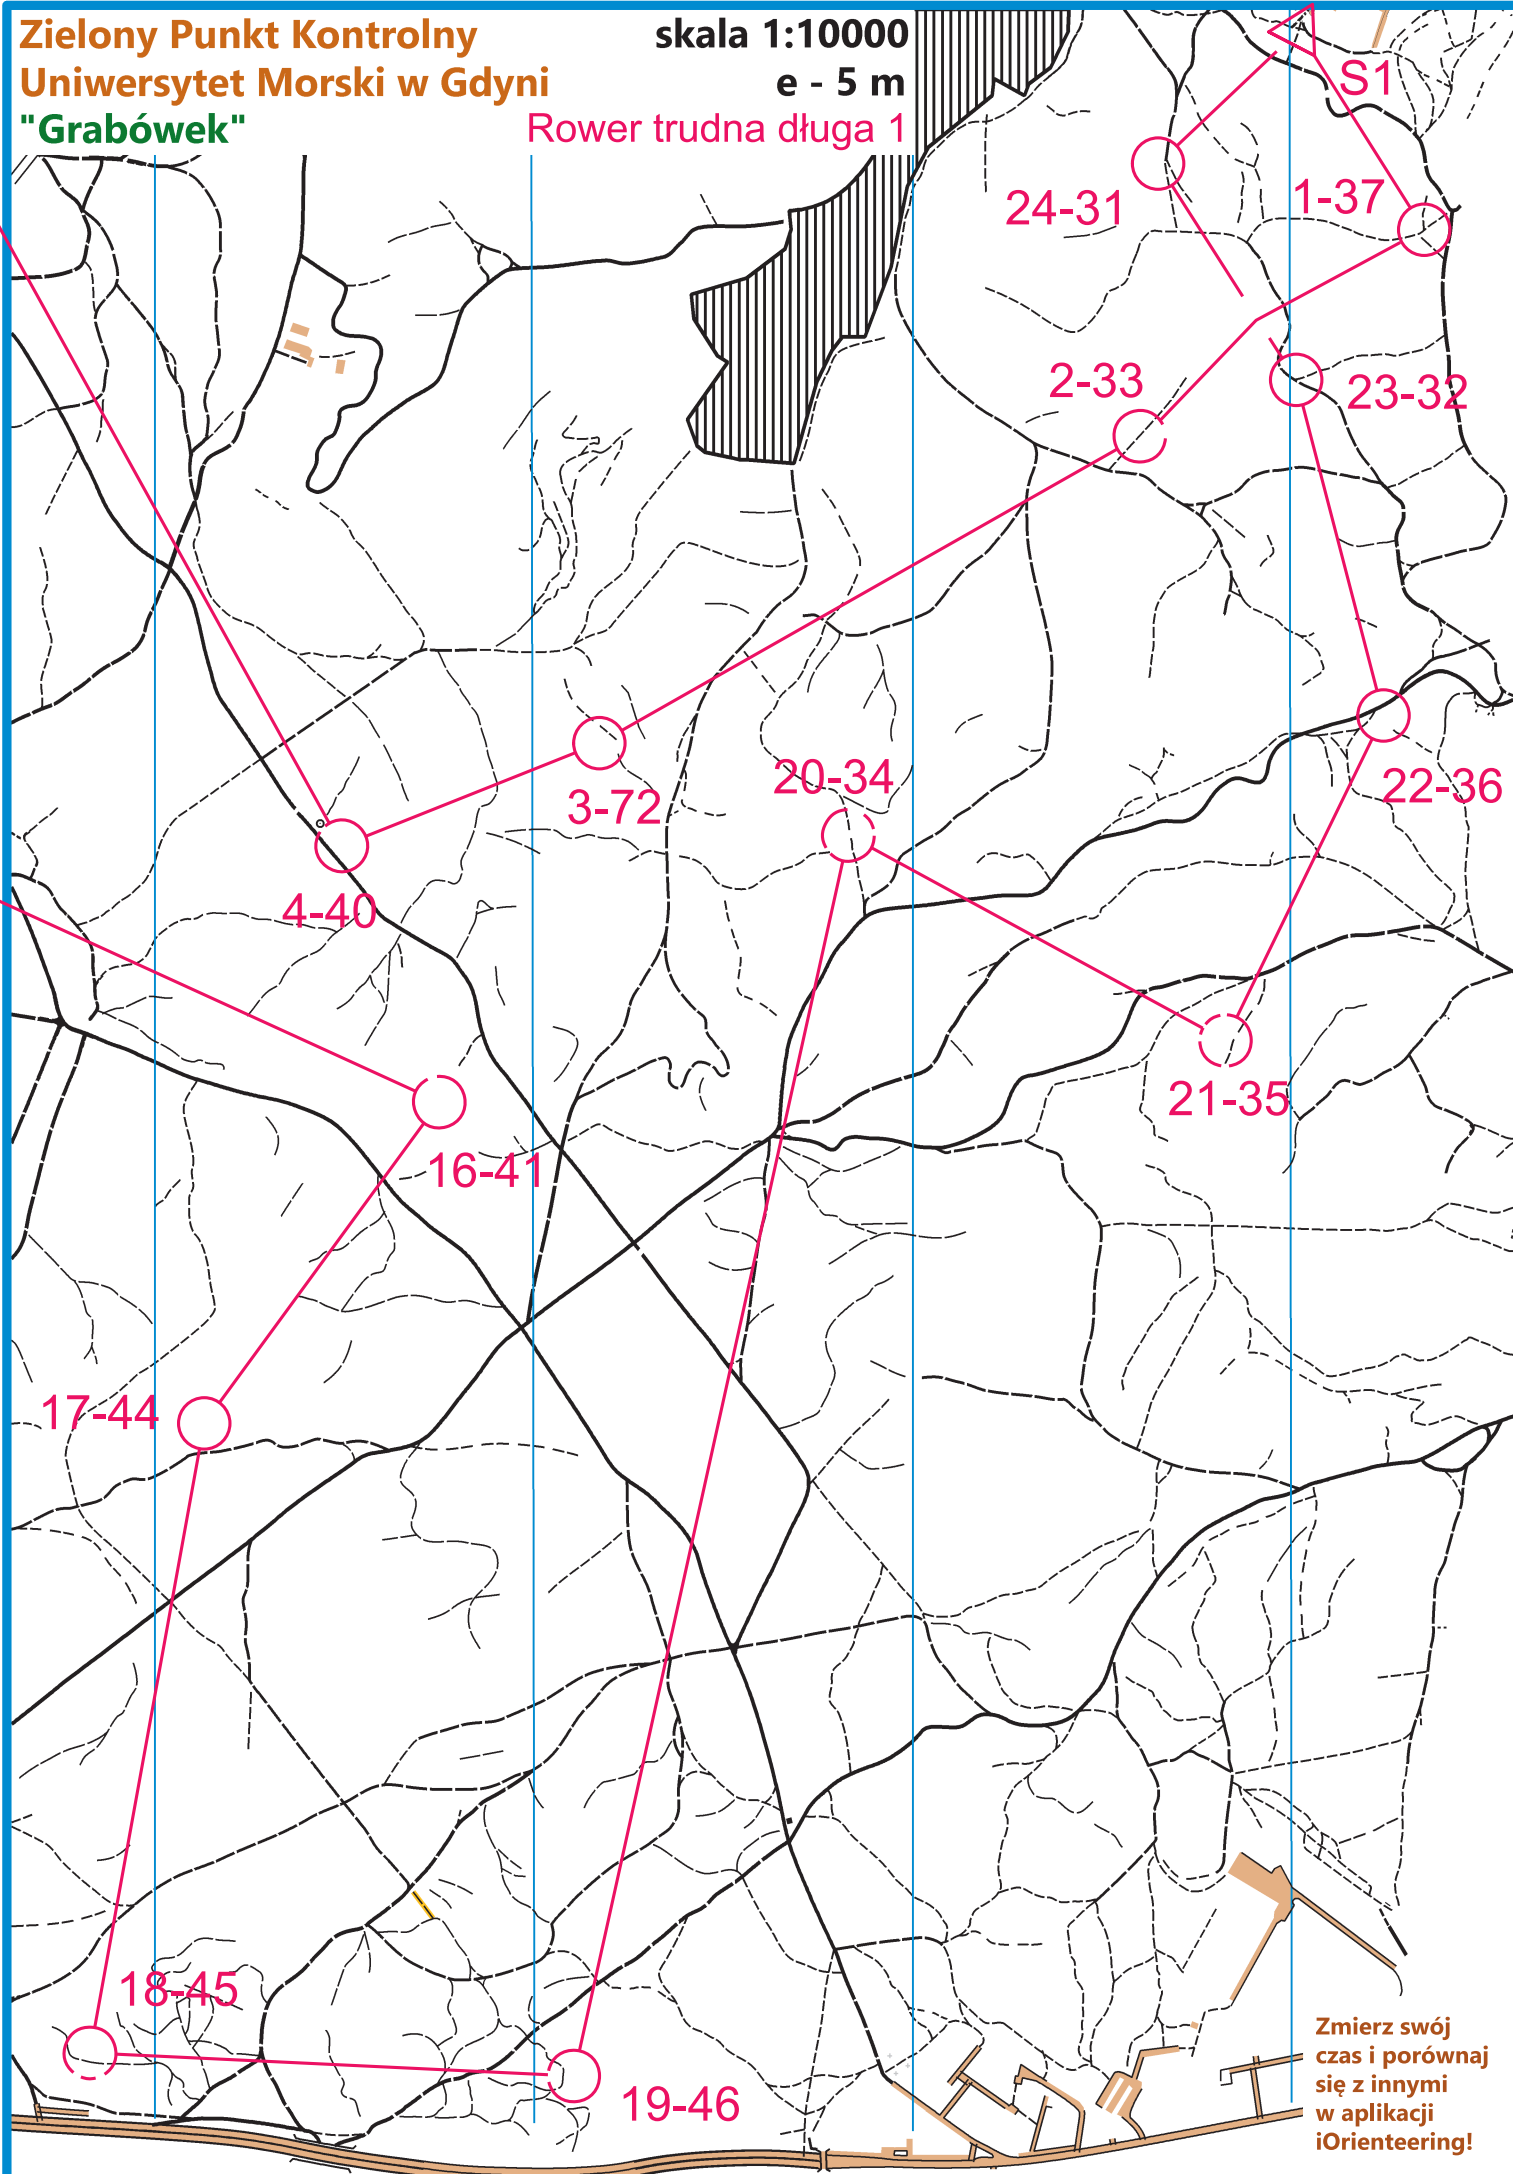 Zielony Punkt Kontrolny
Uniwersytet Morski w Gdyni
"Grabówek"
skala 1:10000
e - 5 m
Rower trudna długa 1
S1
24-31
1-37
2-33
23-32
3-72
20-34
22-36
4-40
21-35
16-41
17-44
18-45
19-46
Zmierz swój
czas i porównaj
się z innymi
w aplikacji
iOrienteering!